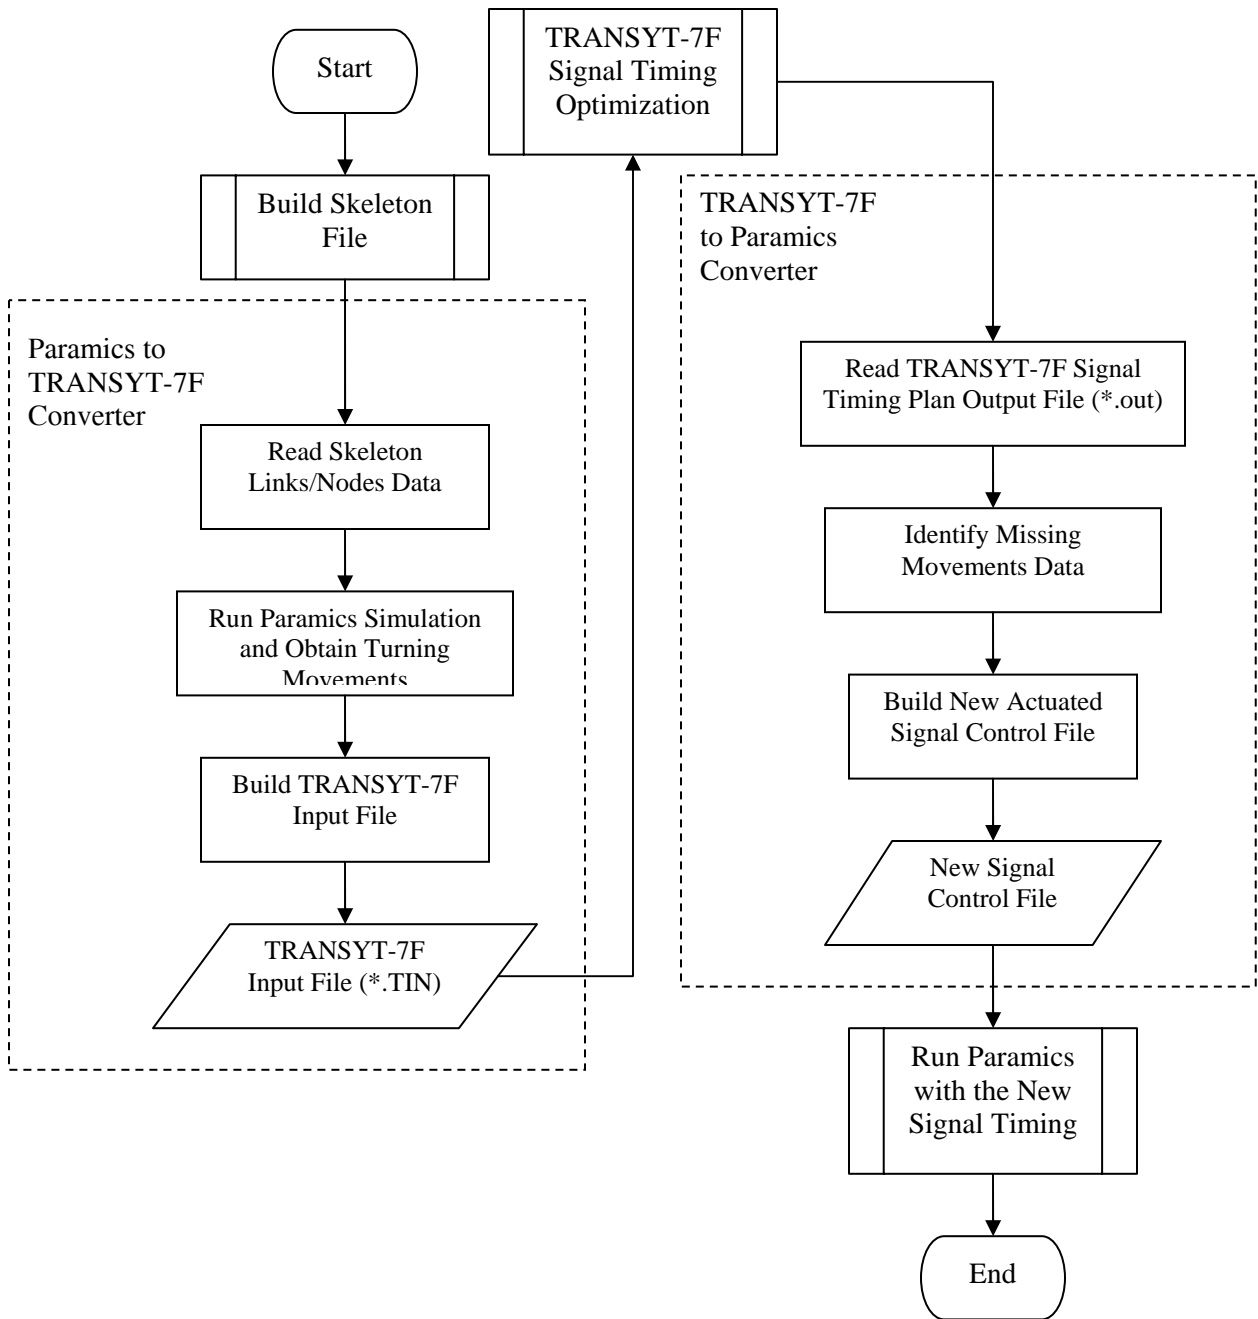 Start
Build Skeleton
File
Paramics to
TRANSYT-7F
Converter
Read Skeleton
Links/Nodes Data
Run Paramics Simulation
and Obtain Turning
Movements
Build TRANSYT-7F
Input File
TRANSYT-7F
Input File (*.TIN)
TRANSYT-7F
Signal Timing
Optimization
TRANSYT-7F
to Paramics
Converter
Read TRANSYT-7F Signal
Timing Plan Output File (*.out)
Identify Missing
Movements Data
Build New Actuated
Signal Control File
New Signal
Control File
Run Paramics
with the New
Signal Timing
End